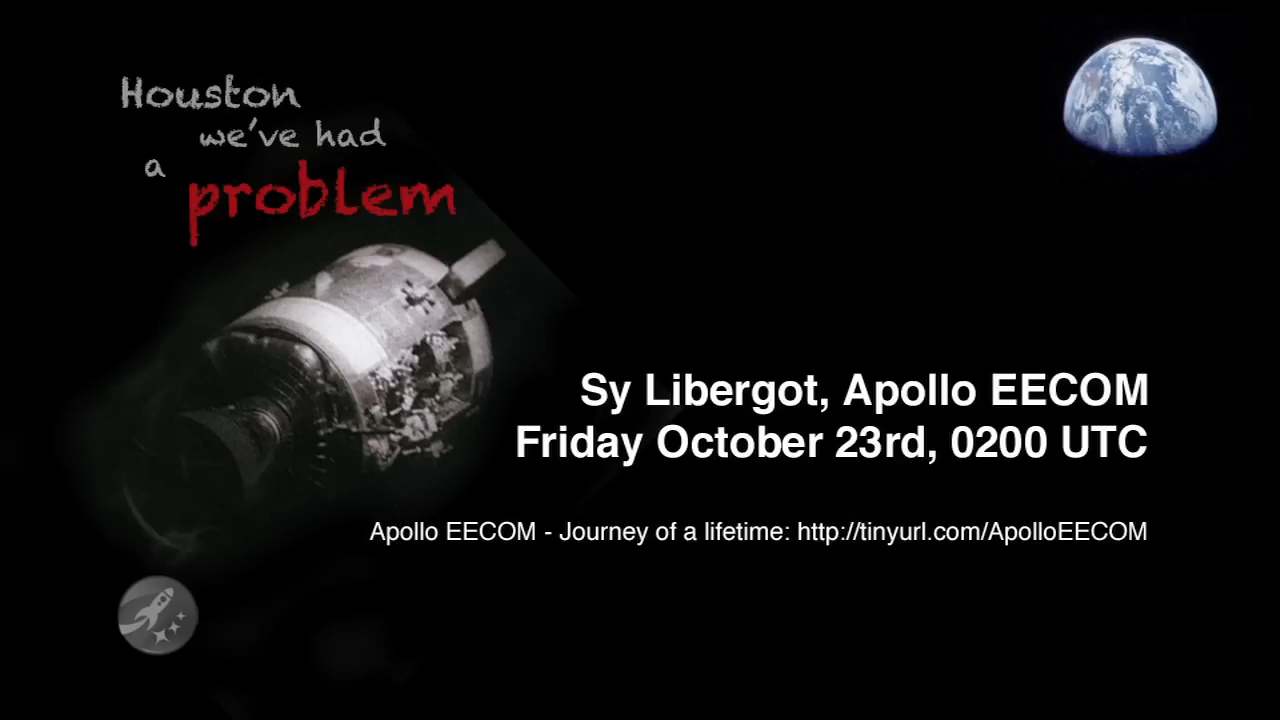 Houston
we've had
a
problem
Sy Libergot, Apollo EECOM
Friday October 23rd, 0200 UTC
Apollo EECOM - Journey of a lifetime: http://tinyurl.com/ApolloEECOM